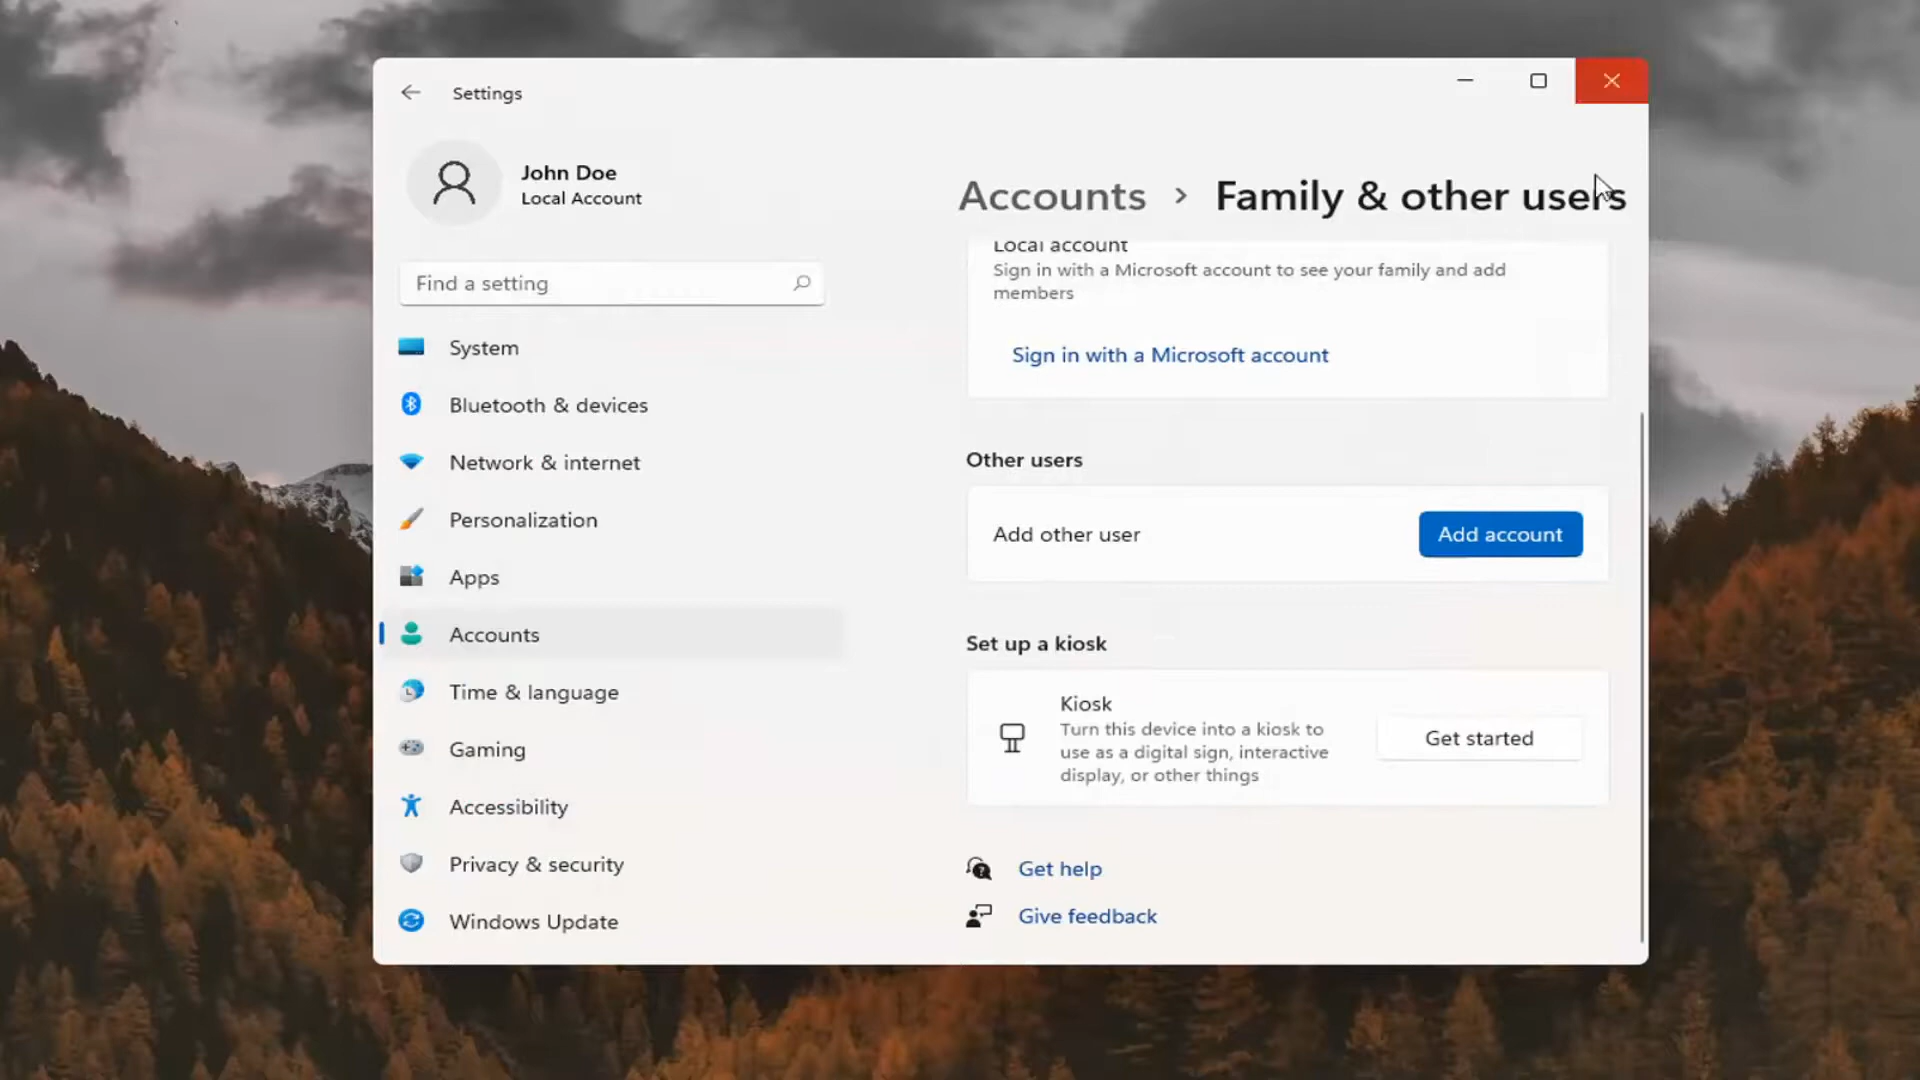 Settings
John Doe
Local Account
Find a setting
System
Bluetooth & devices
Network & internet
Personalization
Apps
Accounts
Time & language
Gaming
Accessibility
Privacy & security
Windows Update
Accounts > Family & other users
Local account
Sign in with a Microsoft account to see your family and add
members
Sign in with a Microsoft account
Other users
Add other user
Add account
Set up a kiosk
Kiosk
Turn this device into a kiosk to
use as a digital sign, interactive
display, or other things
Get started
Get help
Give feedback